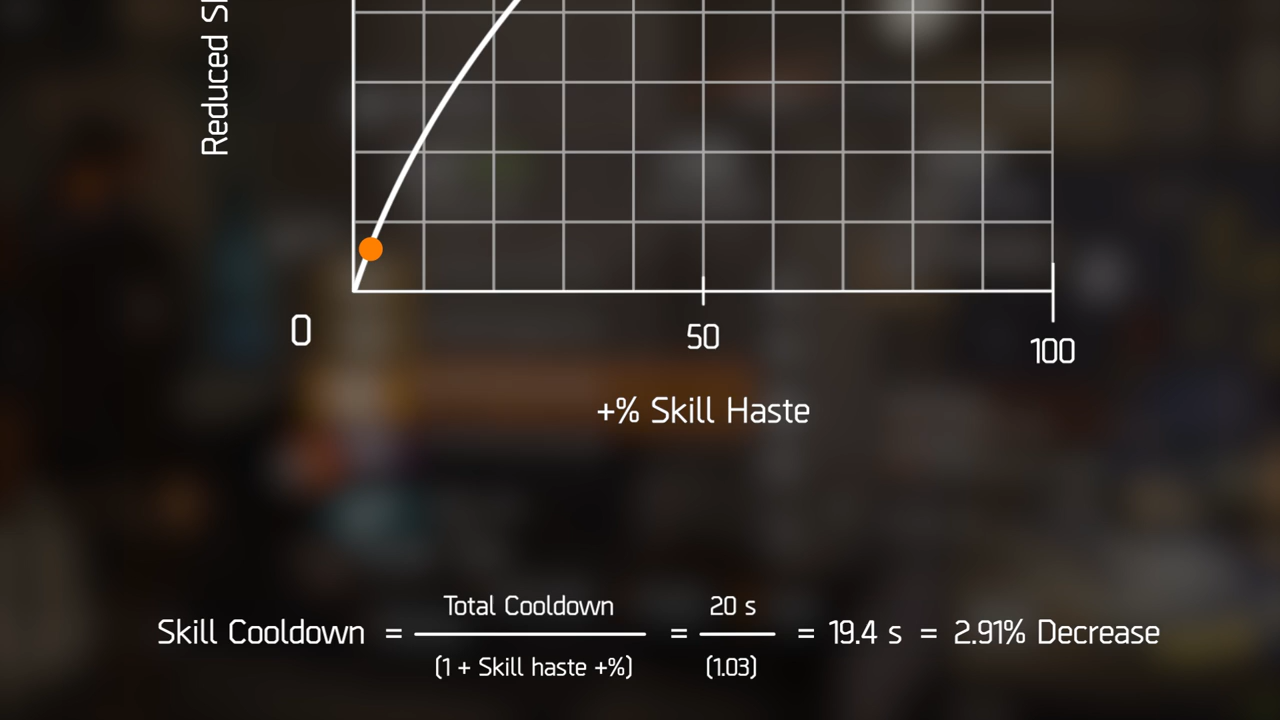 Reduced
0
50
100
+% Skill Haste
Skill Cooldown = Total Cooldown / (1 + Skill haste +%) = 20 s / (1.03) = 19.4 s = 2.91% Decrease